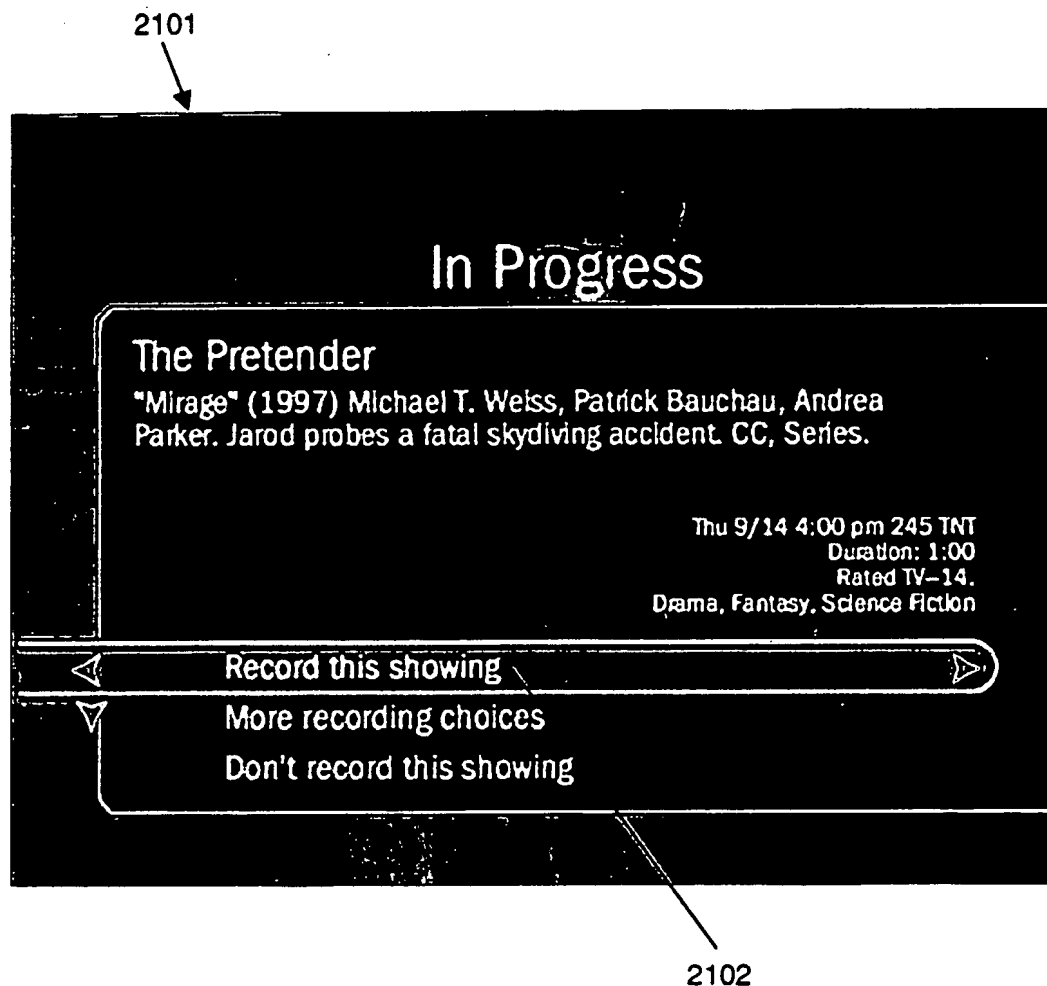 2101
In Progress
The Pretender
"Mirage" (1997) Michael T. Weiss, Patrick Bauchau, Andrea
Parker. Jarod probes a fatal skydiving accident. CC, Series.
Thu 9/14 4:00 pm 245 TNT
Duration: 1:00
Rated TV-14.
Drama, Fantasy, Science Fiction
Record this showing
More recording choices
Don't record this showing
2102